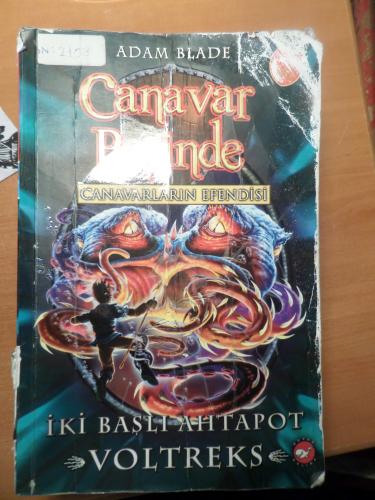 ADAM BLADE
Canavar
Peşinde
CANAVARLARIN EFENDİSİ
İKİ BAŞLI AHTAPOT
VOLTREKS